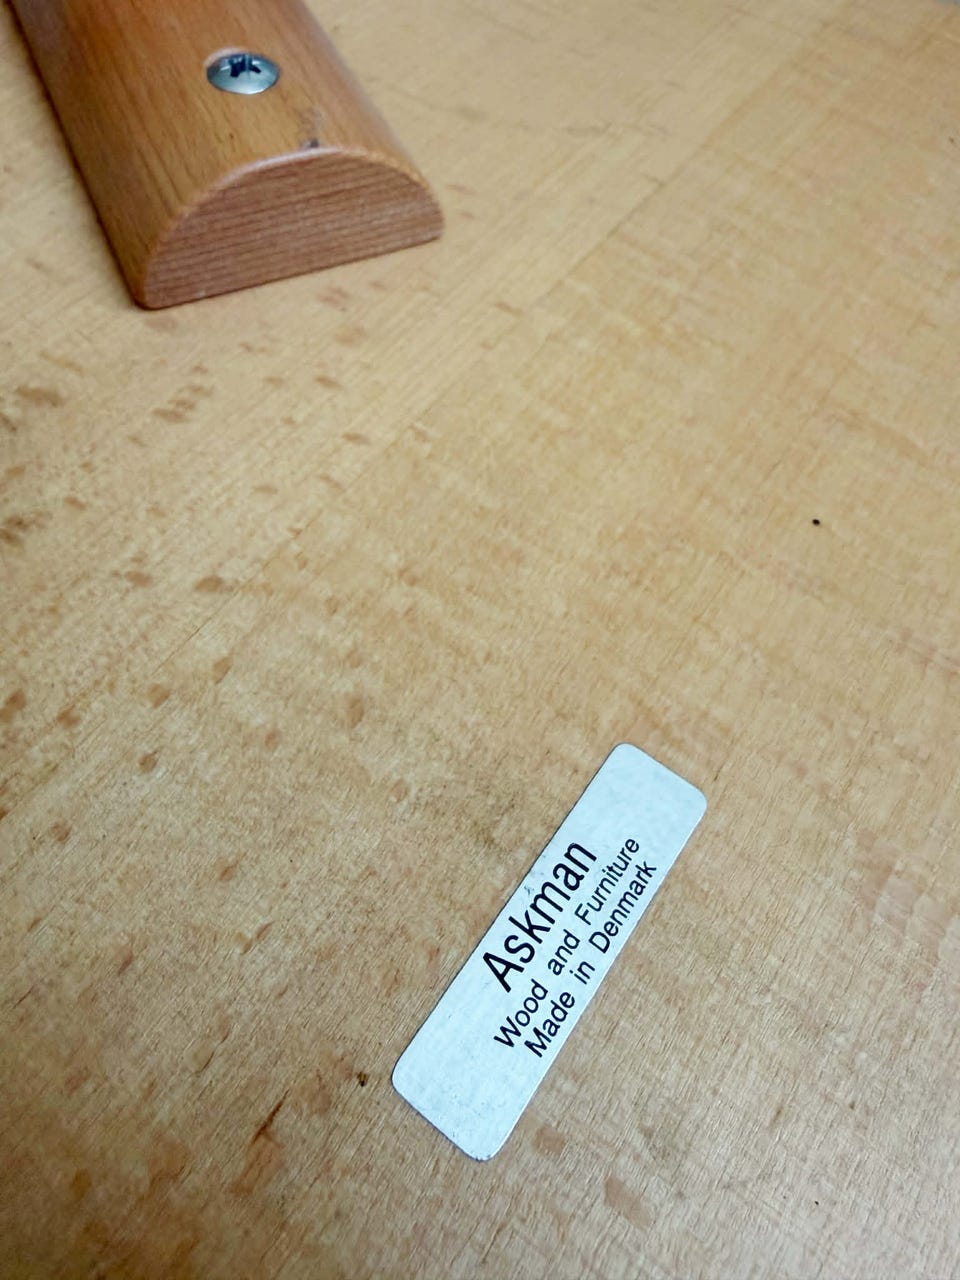 Askman
Wood and Furniture
Made in Denmark